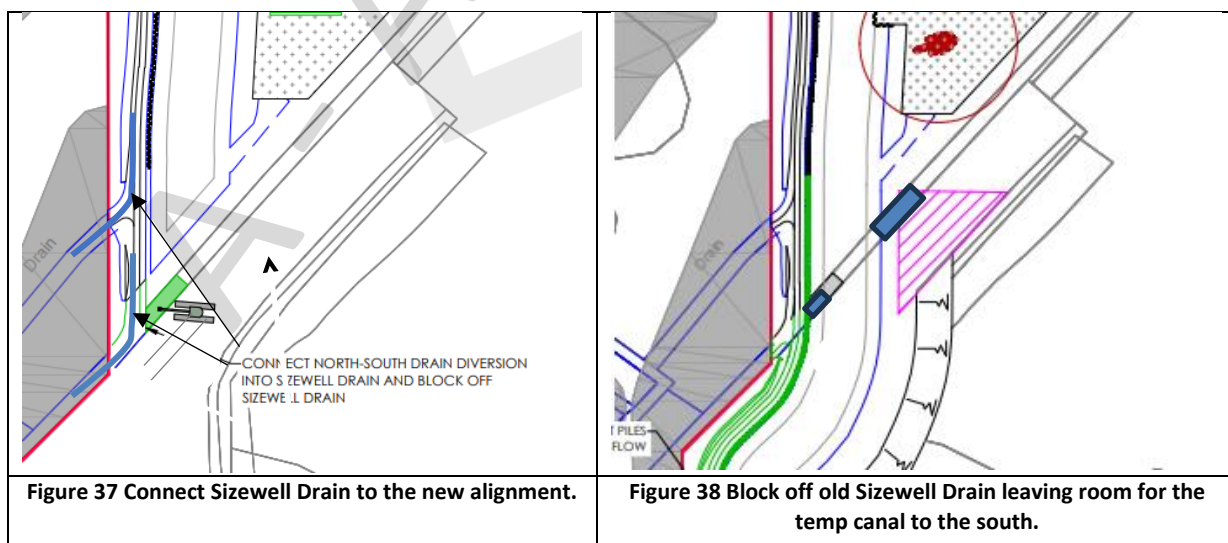 Drain
CONNECT NORTH-SOUTH DRAIN DIVERSION
INTO S ZEWELL DRAIN AND BLOCK OFF
SIZEWE .L DRAIN
Figure 37 Connect Sizewell Drain to the new alignment.
Drain
T PILES
FLOW
Figure 38 Block off old Sizewell Drain leaving room for the
temp canal to the south.